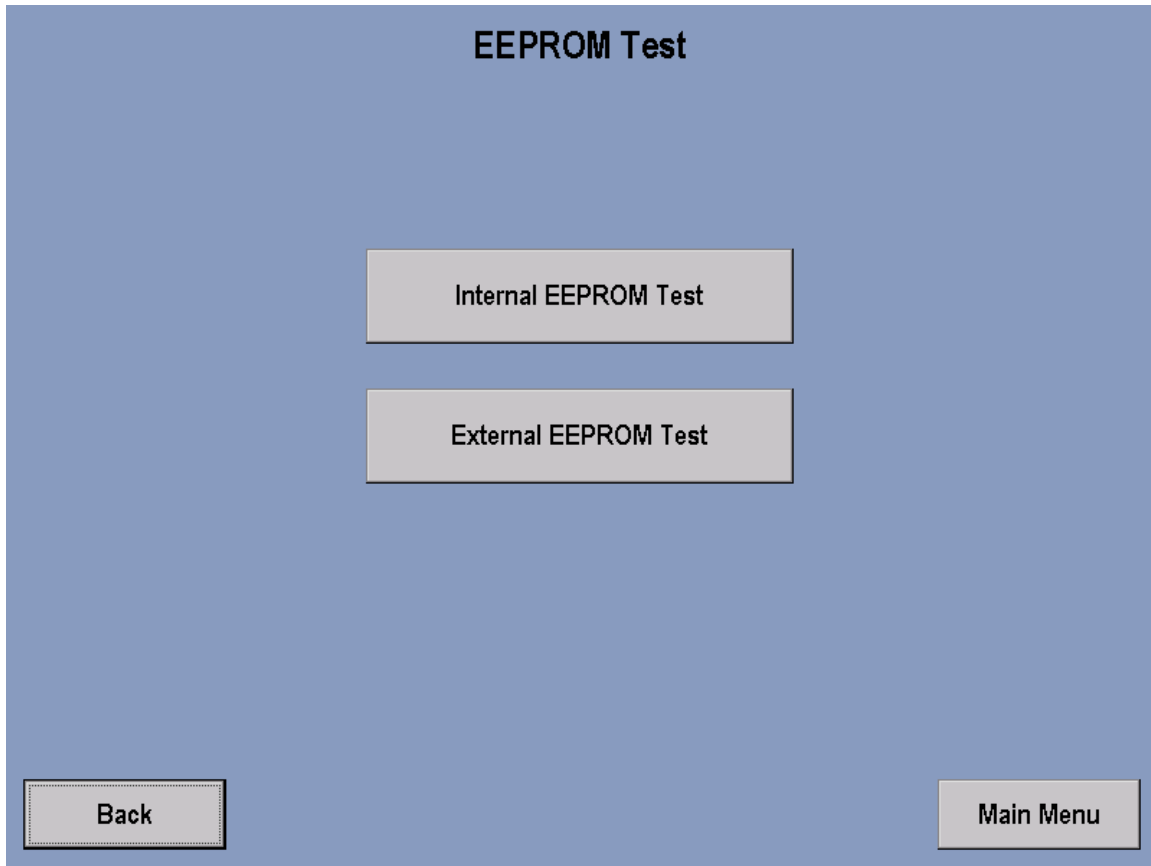 EEPROM Test
Internal EEPROM Test
External EEPROM Test
Back
Main Menu